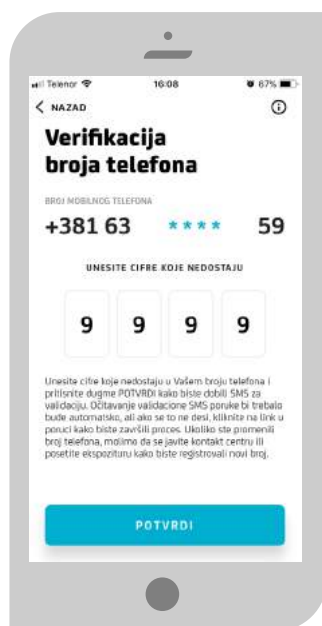 Telenor 16:08 67%
NAZAD
Verifikacija
broja telefona
BROJ MOBILNOG TELEFONA
+381 63 **** 59
UNESITE CIFRE KOJE NEDOSTAJU
9 9 9 9
Unesite cifre koje nedostaju u Vašem broju telefona i
pritisnite dugme POTVRDI kako biste dobili SMS za
validaciju. Očitavanje validacione SMS poruke bi trebalo
bude automatsko, ali ako se to ne desi, kliknite na link u
poruci kako biste završili proces. Ukoliko ste promenili
broj telefona, molimo da se javite kontakt centru ili
posetite ekspozituru kako biste registrovali novi broj.
POTVRDI